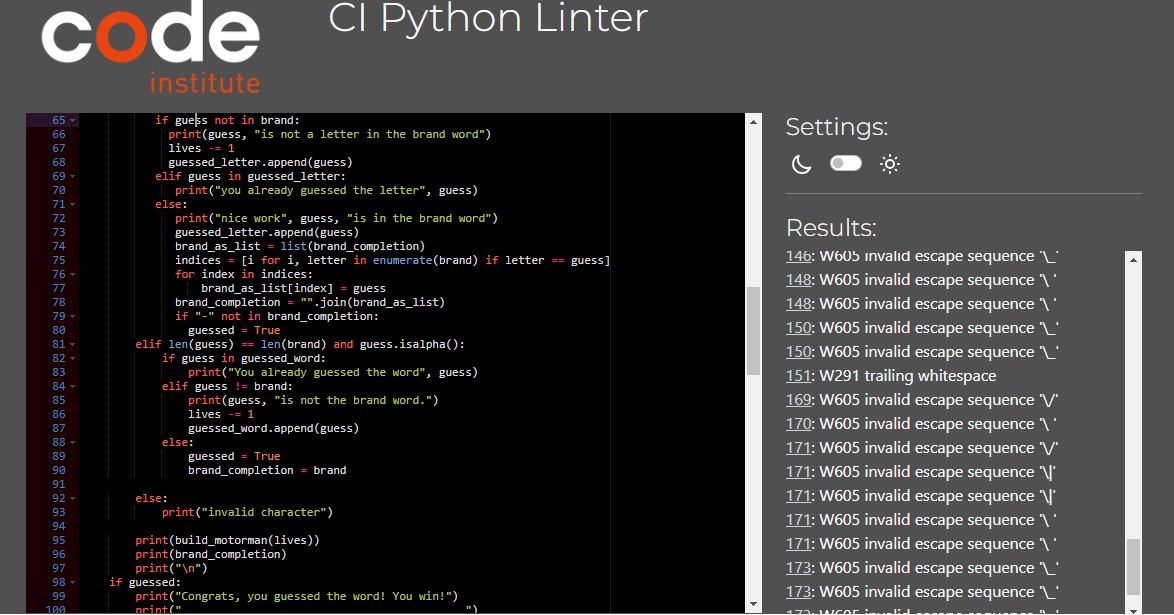 code
institute
CI Python Linter
65 if guess not in brand:
66 print(guess, "is not a letter in the brand word")
67 lives -= 1
68 guessed_letter.append(guess)
69 elif guess in guessed_letter:
70 print("you already guessed the letter", guess)
71 else:
72 print("nice work", guess, "is in the brand word")
73 guessed_letter.append(guess)
74 brand_as_list = list(brand_completion)
75 indices = [i for i, letter in enumerate(brand) if letter == guess]
76 for index in indices:
77 brand_as_list[index] = guess
78 brand_completion = "".join(brand_as_list)
79 if "-" not in brand_completion:
80 guessed = True
81 elif len(guess) == len(brand) and guess.isalpha():
82 if guess in guessed_word:
83 print("You already guessed the word", guess)
84 elif guess != brand:
85 print(guess, "is not the brand word.")
86 lives -= 1
87 guessed_word.append(guess)
88 else:
89 guessed = True
90 brand_completion = brand
91
92 else:
93 print("invalid character")
94
95 print(build_motorman(lives))
96 print(brand_completion)
97 print("\n")
98 if guessed:
99 print("Congrats, you guessed the word! You win!")
100
Settings:
Results:
146: W605 invalid escape sequence '\_'
148: W605 invalid escape sequence '\ '
148: W605 invalid escape sequence '\ '
150: W605 invalid escape sequence '\_'
150: W605 invalid escape sequence '\_'
151: W291 trailing whitespace
169: W605 invalid escape sequence '\/'
170: W605 invalid escape sequence '\ '
171: W605 invalid escape sequence '\/'
171: W605 invalid escape sequence '\|'
171: W605 invalid escape sequence '\|'
171: W605 invalid escape sequence '\ '
171: W605 invalid escape sequence '\ '
173: W605 invalid escape sequence '\_'
173: W605 invalid escape sequence '\_'